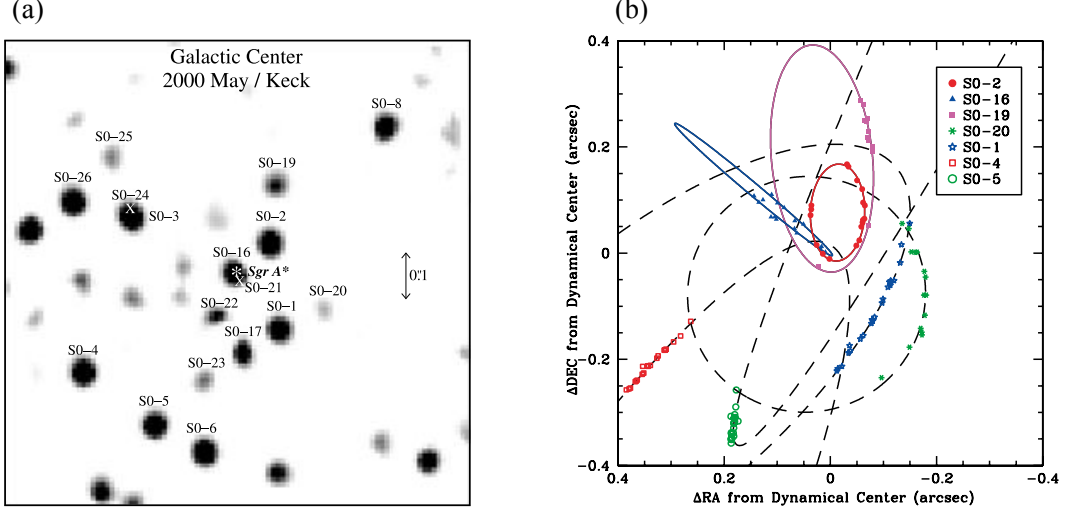 (a)
(b)
Galactic Center
2000 May / Keck
S0–8
S0–25
S0–19
S0–26
S0–24
S0–3
S0–2
S0–16
Sgr A*
S0–21
0".1
S0–22
S0–1
S0–20
S0–17
S0–4
S0–23
S0–5
S0–6
ΔDEC from Dynamical Center (arcsec)
0.4
0.2
0
−0.2
−0.4
S0-2
S0-16
S0-19
S0-20
S0-1
S0-4
S0-5
0.4 0.2 0 −0.2 −0.4
ΔRA from Dynamical Center (arcsec)